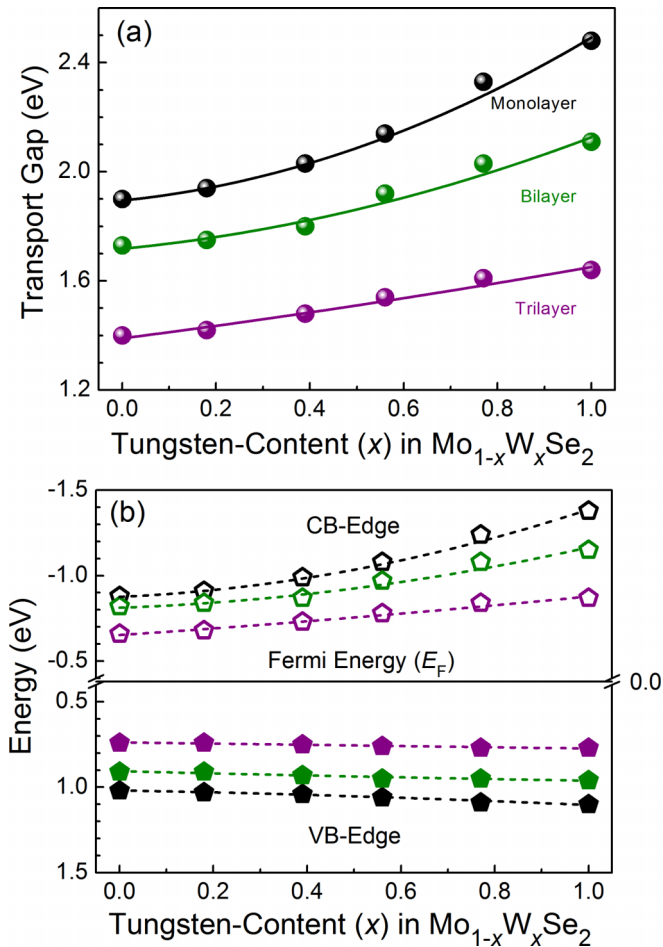 (a)
Transport Gap (eV)
2.4
2.0
1.6
1.2
Monolayer
Bilayer
Trilayer
0.0 0.2 0.4 0.6 0.8 1.0
Tungsten-Content (x) in Mo1-xWxSe2
(b)
Energy (eV)
-1.5
-1.0
-0.5
0.5
1.0
1.5
CB-Edge
Fermi Energy (EF)
0.0
VB-Edge
0.0 0.2 0.4 0.6 0.8 1.0
Tungsten-Content (x) in Mo1-xWxSe2